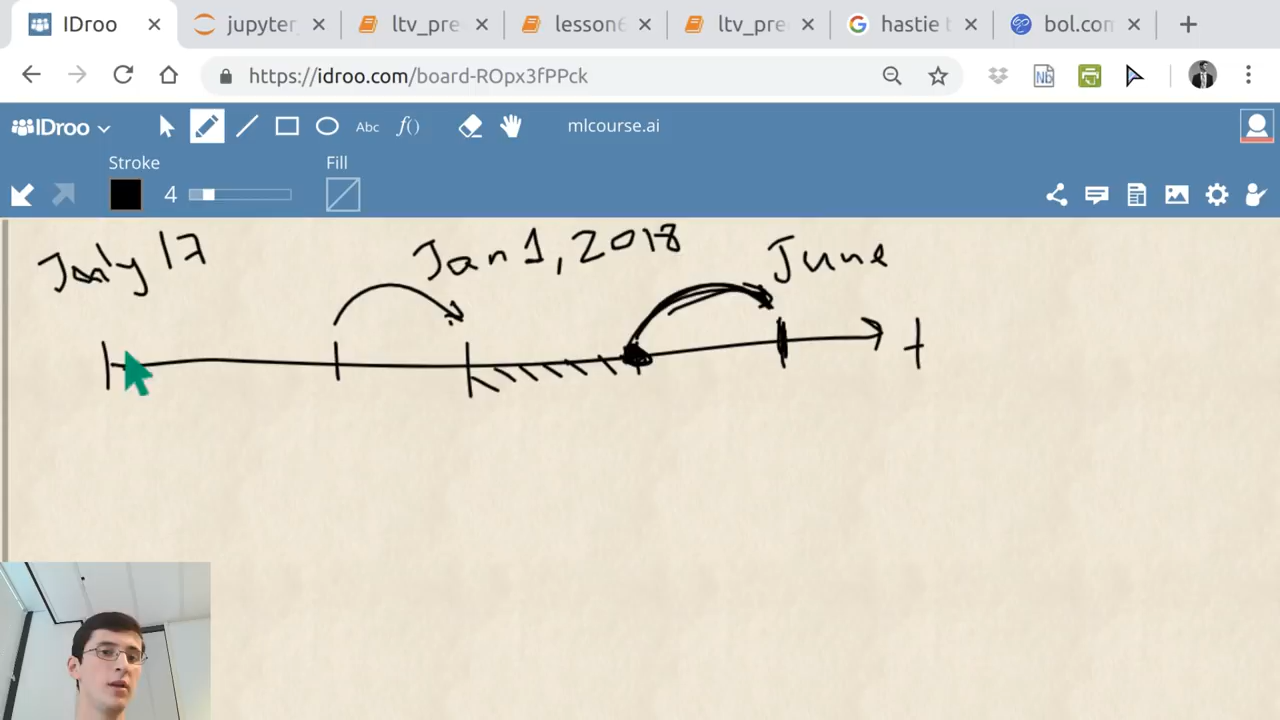 IDroo jupyter_ ltv_pre lesson6 ltv_pre hastie t bol.com
https://idroo.com/board-ROpx3fPPck
IDroo Abc f() mlcourse.ai
Stroke Fill
4
July 17 Jan 1, 2018 June
t